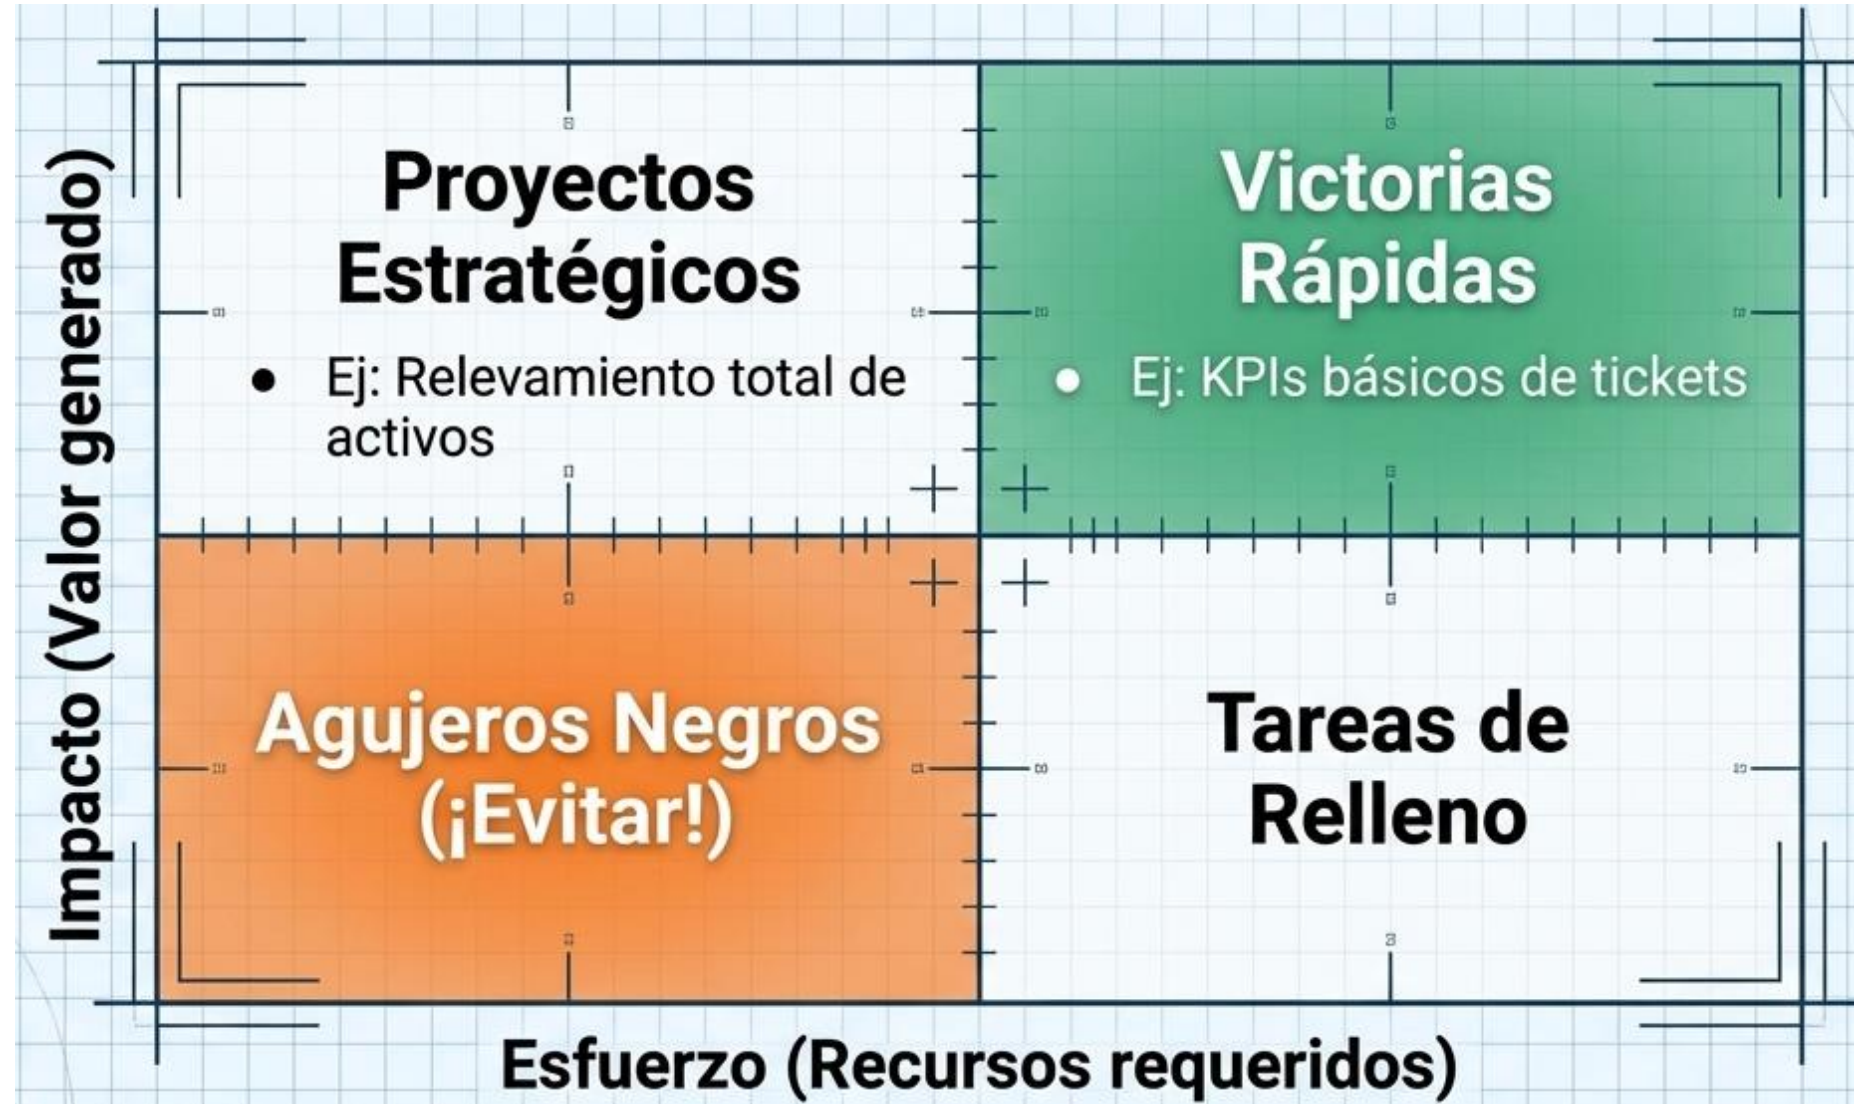 Impacto (Valor generado)
Proyectos
Estratégicos
● Ej: Relevamiento total de
activos
Victorias
Rápidas
● Ej: KPIs básicos de tickets
Agujeros Negros
(¡Evitar!)
Tareas de
Relleno
Esfuerzo (Recursos requeridos)